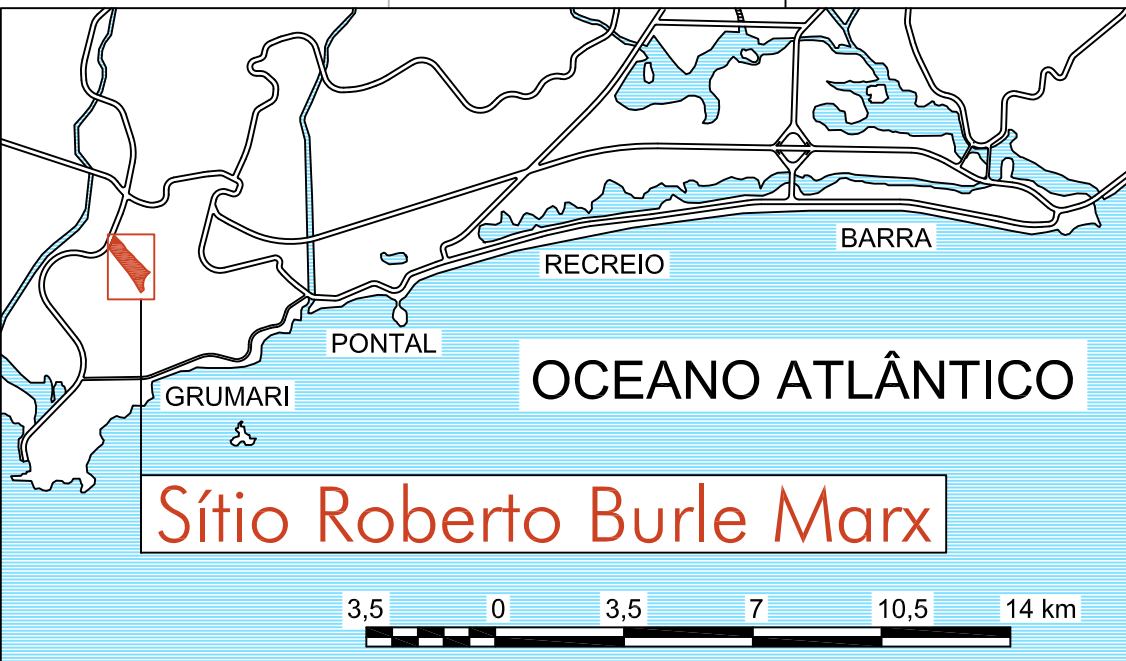 BARRA
RECREIO
PONTAL
OCEANO ATLÂNTICO
GRUMARI
Sítio Roberto Burle Marx
3,5 0 3,5 7 10,5 14 km